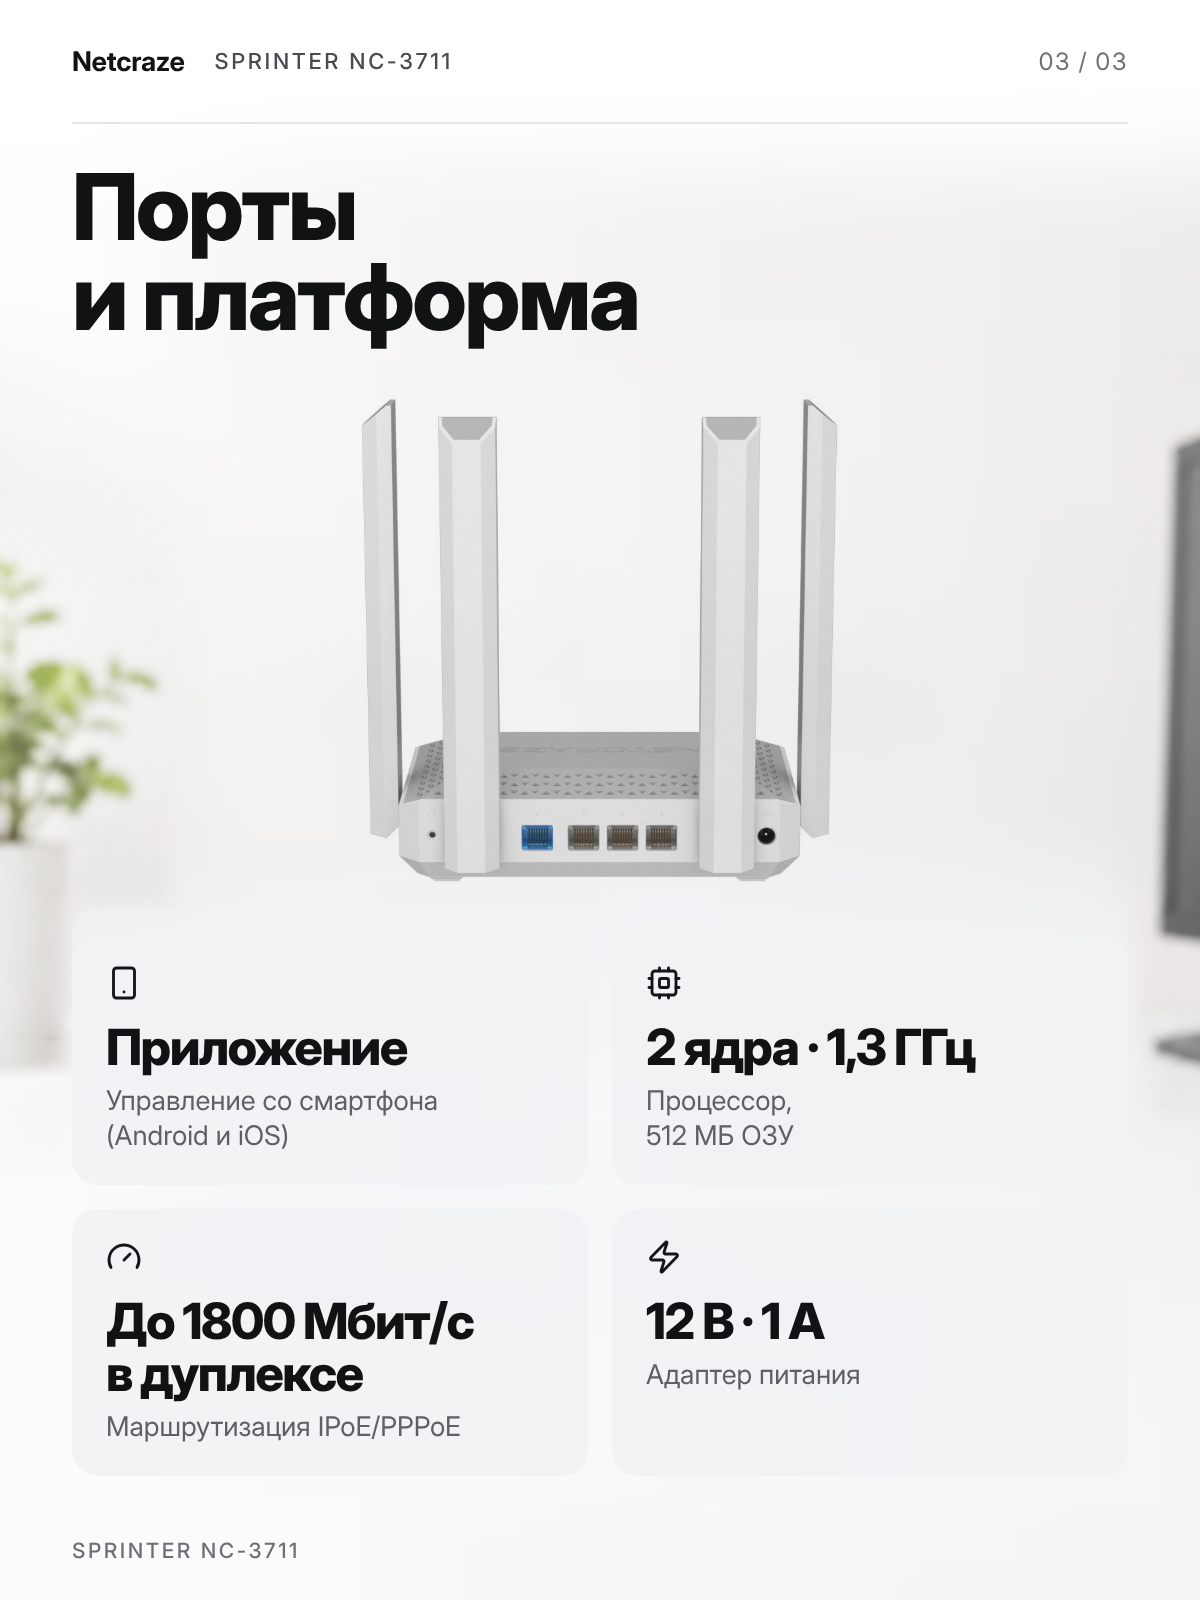 Netcraze SPRINTER NC-3711 03 / 03
Порты
и платформа
Приложение
Управление со смартфона
(Android и iOS)
2 ядра · 1,3 ГГц
Процессор,
512 МБ ОЗУ
До 1800 Мбит/с
в дуплексе
Маршрутизация IPoE/PPPoE
12 В · 1 А
Адаптер питания
SPRINTER NC-3711